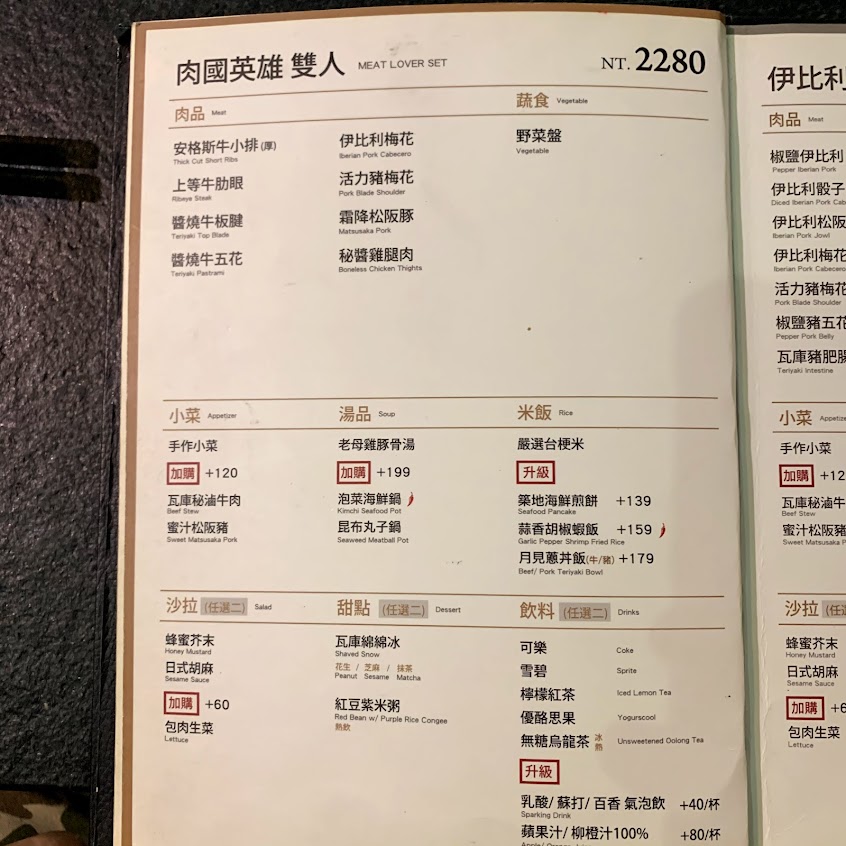 肉國英雄 雙人 MEAT LOVER SET NT. 2280
肉品 Meat
蔬食 Vegetable
安格斯牛小排(厚)
Thick Cut Short Ribs
上等牛肋眼
Ribeye Steak
醬燒牛板腱
Teriyaki Top Blade
醬燒牛五花
Teriyaki Pastrami
伊比利梅花
Iberian Pork Cabecero
活力豬梅花
Pork Blade Shoulder
霜降松阪豚
Matsusaka Pork
秘醬雞腿肉
Boneless Chicken Thighs
野菜盤
Vegetable
小菜 Appetizer
手作小菜
加購 +120
瓦庫秘滷牛肉
Beef Stew
蜜汁松阪豬
Sweet Matsusaka Pork
湯品 Soup
老母雞豚骨湯
加購 +199
泡菜海鮮鍋
Kimchi Seafood Pot
昆布丸子鍋
Seaweed Meatball Pot
米飯 Rice
嚴選台梗米
升級
築地海鮮煎餅 +139
Seafood Pancake
蒜香胡椒蝦飯 +159
Garlic Pepper Shrimp Fried Rice
月見蔥丼飯(牛/豬) +179
Beef/ Pork Teriyaki Bowl
沙拉 (任選二) Salad
蜂蜜芥末
Honey Mustard
日式胡麻
Sesame Sauce
加購 +60
包肉生菜
Lettuce
甜點 (任選二) Dessert
瓦庫綿綿冰
Shaved Snow
花生 / 芝麻 / 抹茶
Peanut Sesame Matcha
紅豆紫米粥
Red Bean w/ Purple Rice Congee
熱飲
飲料 (任選二) Drinks
可樂 Coke
雪碧 Sprite
檸檬紅茶 Iced Lemon Tea
優酪思果 Yogurscool
無糖烏龍茶 冰 熱 Unsweetened Oolong Tea
升級
乳酸/ 蘇打/ 百香 氣泡飲 +40/杯
Sparking Drink
蘋果汁/ 柳橙汁100% +80/杯
伊比利
肉品 Meat
椒鹽伊比利
Pepper Iberian Pork
伊比利骰子
Diced Iberian Pork Cab
伊比利松阪
Iberian Pork Jowl
伊比利梅花
Iberian Pork Cabecero
活力豬梅花
Pork Blade Shoulder
椒鹽豬五花
Pepper Pork Belly
瓦庫豬肥腸
Teriyaki Intestine
小菜 Appetize
手作小菜
加購 +12
瓦庫秘滷牛
Beef Stew
蜜汁松阪豬
Sweet Matsusaka P
沙拉 (任
蜂蜜芥末
Honey Mustard
日式胡麻
Sesame Sauce
加購 +6
包肉生菜
Lettuce